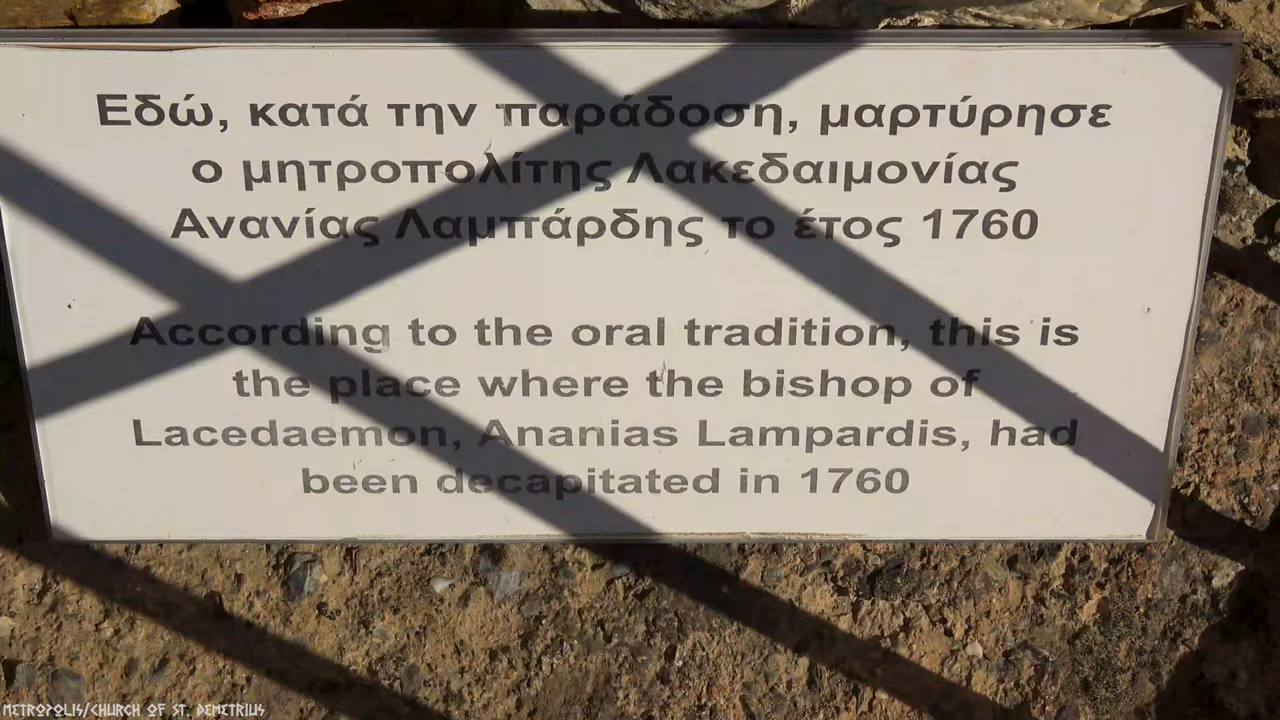 Εδώ, κατά την παράδοση, μαρτύρησε
ο μητροπολίτης Λακεδαιμονίας
Ανανίας Λαμπάρδης το έτος 1760
According to the oral tradition, this is
the place where the bishop of
Lacedaemon, Ananias Lampardis, had
been decapitated in 1760
METROPOLIS/CHURCH OF ST. DEMETRIUS